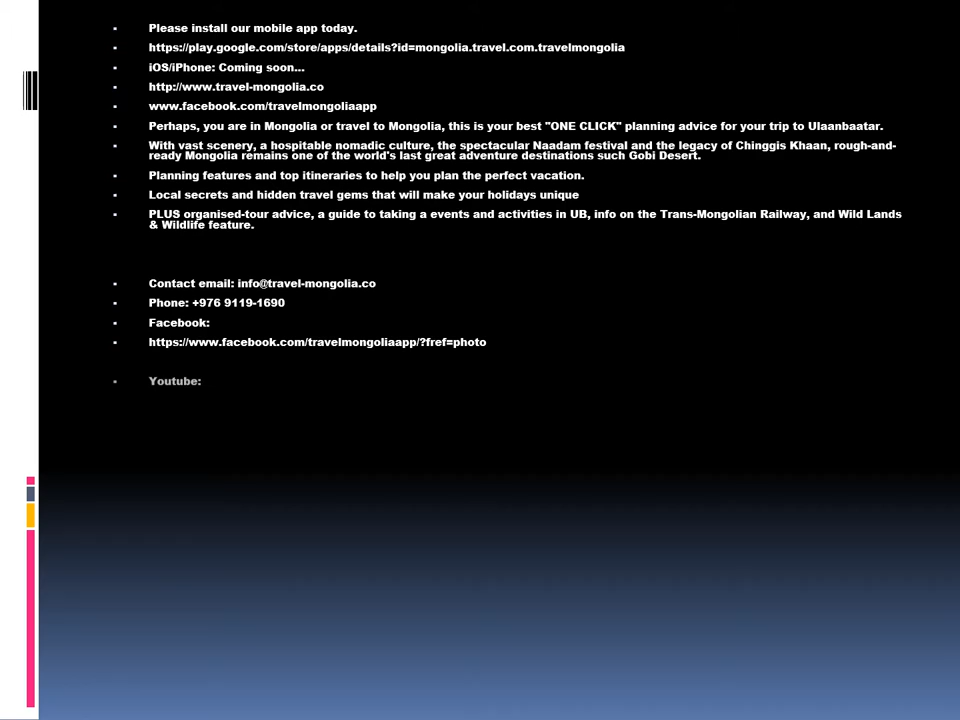 Please install our mobile app today.
https://play.google.com/store/apps/details?id=mongolia.travel.com.travelmongolia
iOS/iPhone: Coming soon...
http://www.travel-mongolia.co
www.facebook.com/travelmongoliaapp
Perhaps, you are in Mongolia or travel to Mongolia, this is your best "ONE CLICK" planning advice for your trip to Ulaanbaatar.
With vast scenery, a hospitable nomadic culture, the spectacular Naadam festival and the legacy of Chinggis Khaan, rough-and-
ready Mongolia remains one of the world's last great adventure destinations such Gobi Desert.
Planning features and top itineraries to help you plan the perfect vacation.
Local secrets and hidden travel gems that will make your holidays unique
PLUS organised-tour advice, a guide to taking a events and activities in UB, info on the Trans-Mongolian Railway, and Wild Lands
& Wildlife feature.
Contact email: info@travel-mongolia.co
Phone: +976 9119-1690
Facebook:
https://www.facebook.com/travelmongoliaapp/?fref=photo
Youtube: